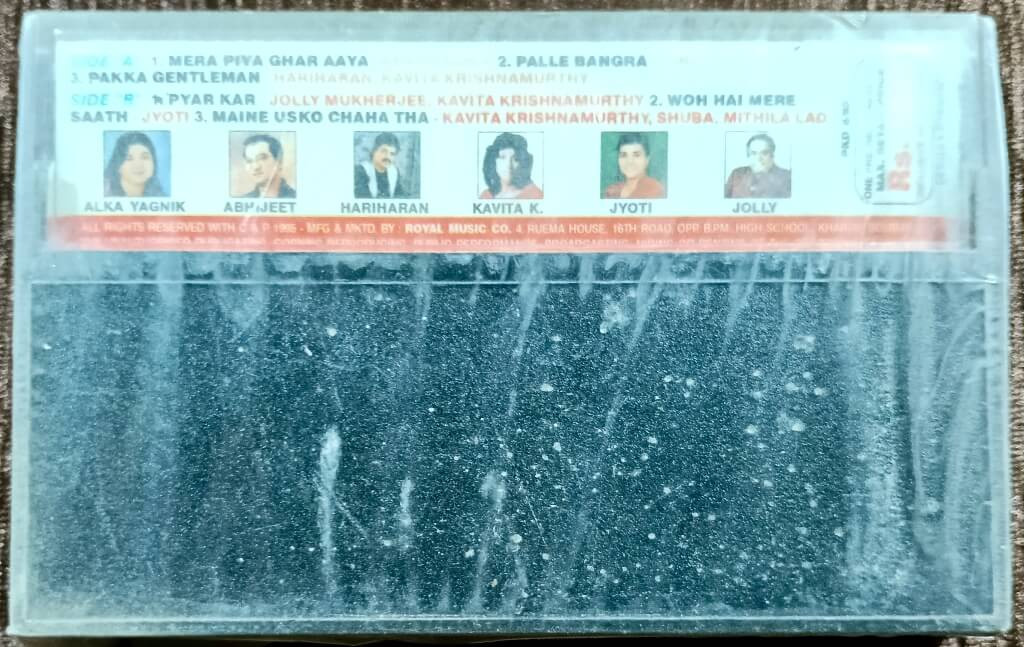 SIDE 'A' 1. MERA PIYA GHAR AAYA 2. PALLE BANGRA
3. PAKKA GENTLEMAN HARIHARAN, KAVITA KRISHNAMURTHY
SIDE 'B' PYAR KAR JOLLY MUKHERJEE, KAVITA KRISHNAMURTHY 2. WOH HAI MERE
SAATH JYOTI 3. MAINE USKO CHAHA THA - KAVITA KRISHNAMURTHY, SHUBA, MITHILA LAD
ALKA YAGNIK ABHIJEET HARIHARAN KAVITA K. JYOTI JOLLY
ALL RIGHTS RESERVED WITH C & P 1995 - MFG & MKTD. BY : ROYAL MUSIC CO. 4, RUEMA HOUSE, 16TH ROAD, OPP. B.P.M. HIGH SCHOOL,
ONE
MAX.
Rs.